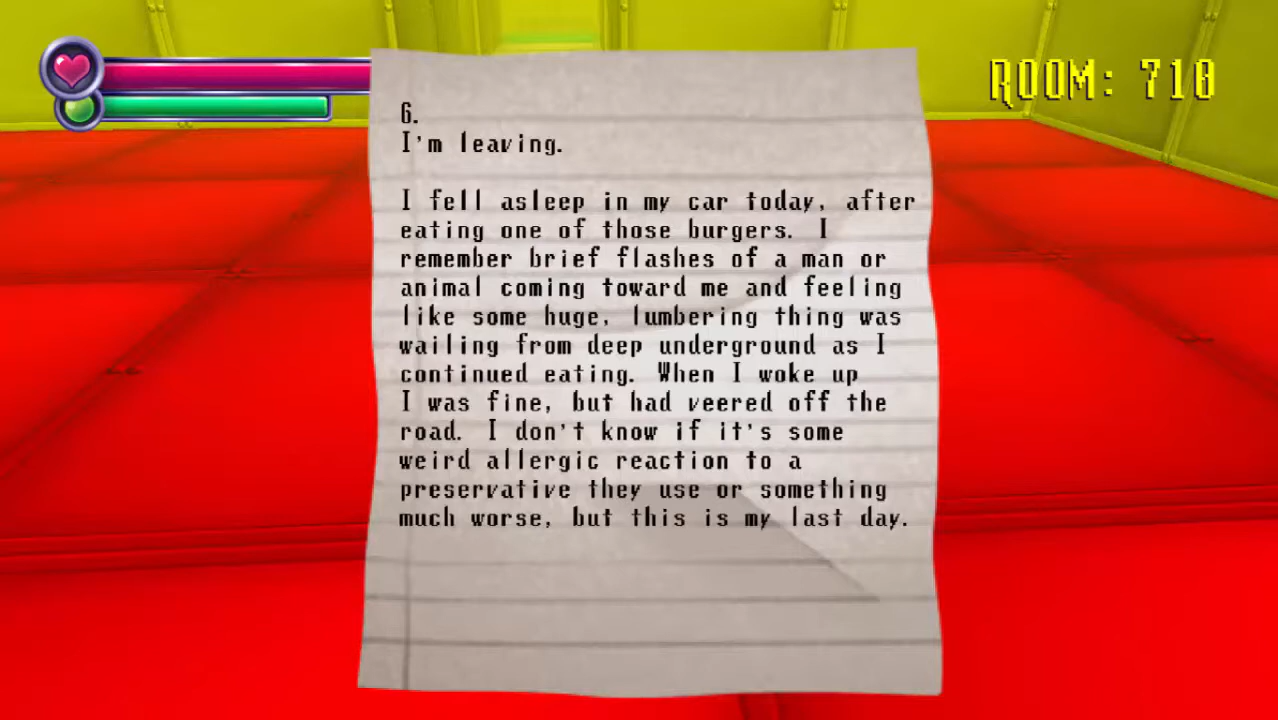 ROOM: 710
6.
I'm leaving.
I fell asleep in my car today, after
eating one of those burgers. I
remember brief flashes of a man or
animal coming toward me and feeling
like some huge, lumbering thing was
wailing from deep underground as I
continued eating. When I woke up
I was fine, but had veered off the
road. I don't know if it's some
weird allergic reaction to a
preservative they use or something
much worse, but this is my last day.